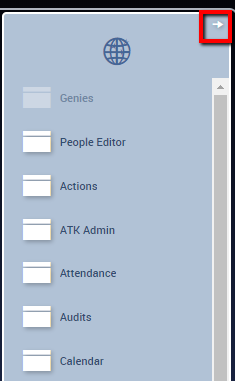 Genies
People Editor
Actions
ATK Admin
Attendance
Audits
Calendar